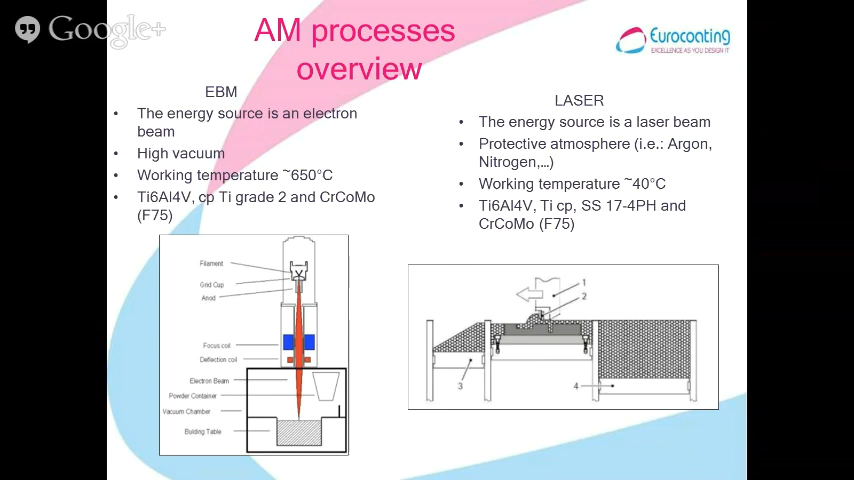 Google+
AM processes
overview
Eurocoating
EXCELLENCE AS YOU DESIGN IT
EBM
• The energy source is an electron
beam
• High vacuum
• Working temperature ~650°C
• Ti6Al4V, cp Ti grade 2 and CrCoMo
(F75)
LASER
• The energy source is a laser beam
• Protective atmosphere (i.e.: Argon,
Nitrogen,...)
• Working temperature ~40°C
• Ti6Al4V, Ti cp, SS 17-4PH and
CrCoMo (F75)
Filament
Grid Cup
Anod
Focus coil
Deflection coil
Electron Beam
Powder Container
Vacuum Chamber
Building Table
1
2
3
4